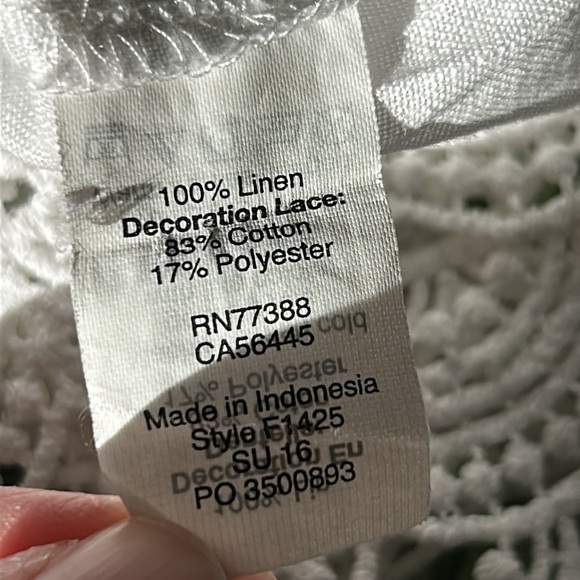 100% Linen
Decoration Lace:
83% Cotton
17% Polyester
RN77388
CA56445
Made in Indonesia
Style F1425
SU 16
PO 3500893